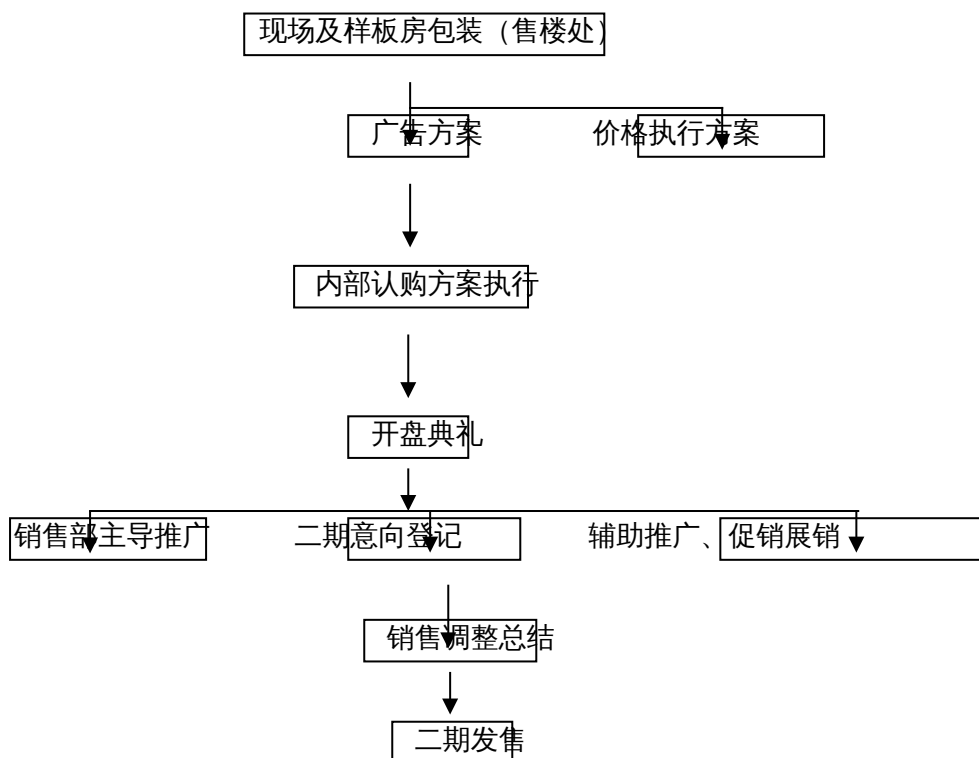 现场及样板房包装（售楼处）
广告方案 价格执行方案
内部认购方案执行
开盘典礼
销售部主导推广 二期意向登记 辅助推广、促销展销
销售调整总结
二期发售